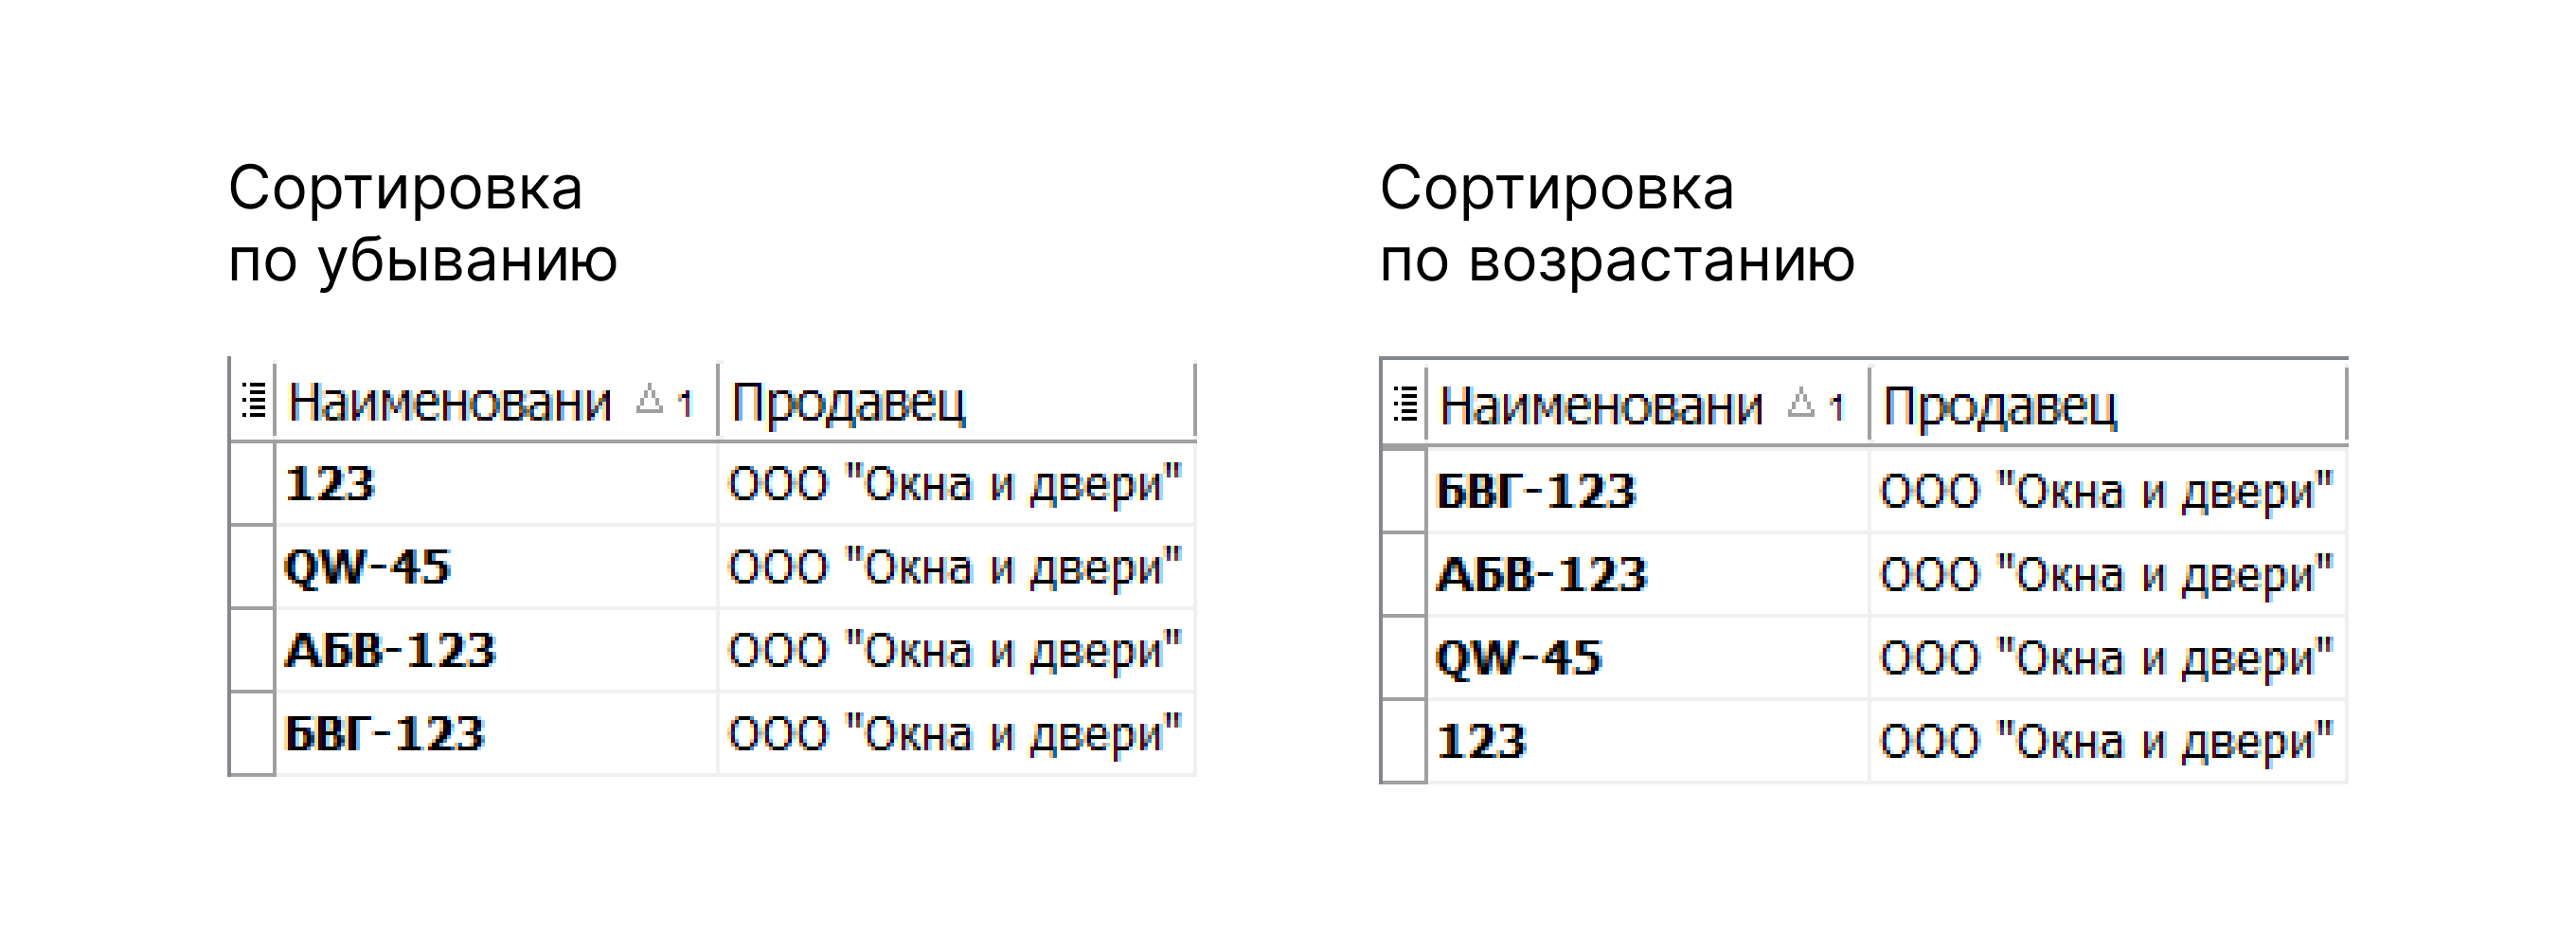 Сортировка
по убыванию
Наименовани 1 Продавец
123 ООО "Окна и двери"
QW-45 ООО "Окна и двери"
АБВ-123 ООО "Окна и двери"
БВГ-123 ООО "Окна и двери"
Сортировка
по возрастанию
Наименовани 1 Продавец
БВГ-123 ООО "Окна и двери"
АБВ-123 ООО "Окна и двери"
QW-45 ООО "Окна и двери"
123 ООО "Окна и двери"